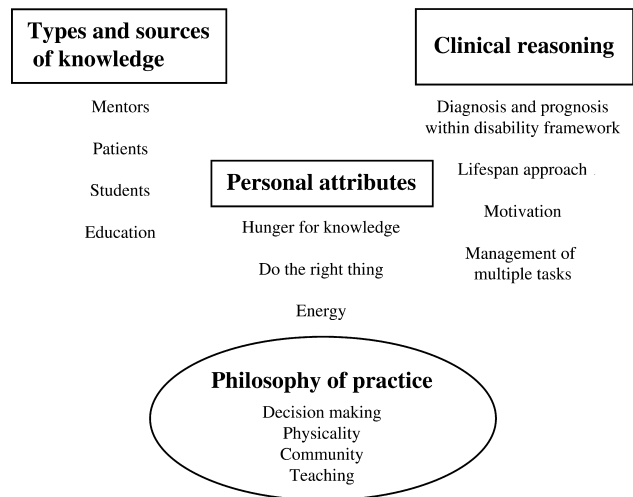 Types and sources
of knowledge
Mentors
Patients
Students
Education
Clinical reasoning
Diagnosis and prognosis
within disability framework
Lifespan approach
Motivation
Management of
multiple tasks
Personal attributes
Hunger for knowledge
Do the right thing
Energy
Philosophy of practice
Decision making
Physicality
Community
Teaching